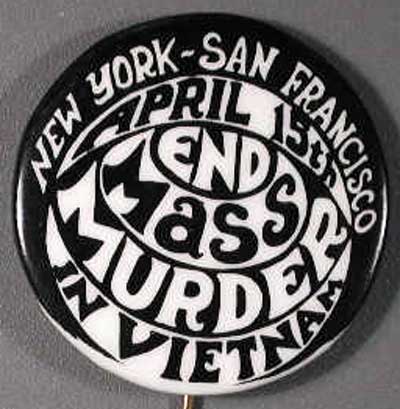 NEW YORK-SAN FRANCISCO
APRIL 15TH
END
MASS
MURDER
IN VIETNAM